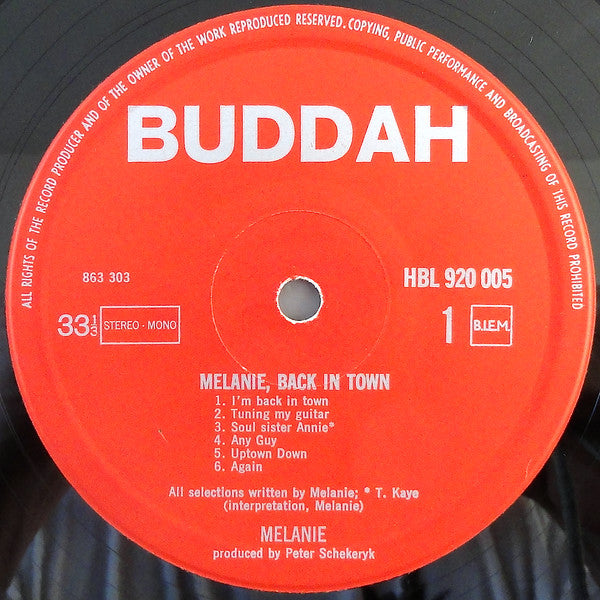 ALL RIGHTS OF THE RECORD PRODUCER AND OF THE OWNER OF THE WORK REPRODUCED RESERVED. COPYING, PUBLIC PERFORMANCE AND BROADCASTING OF THIS RECORD PROHIBITED
BUDDAH
863 303
HBL 920 005
33 1/3 STEREO - MONO
1 B.I.E.M.
MELANIE, BACK IN TOWN
1. I'm back in town
2. Tuning my guitar
3. Soul sister Annie*
4. Any Guy
5. Uptown Down
6. Again
All selections written by Melanie; * T. Kaye
(interpretation, Melanie)
MELANIE
produced by Peter Schekeryk